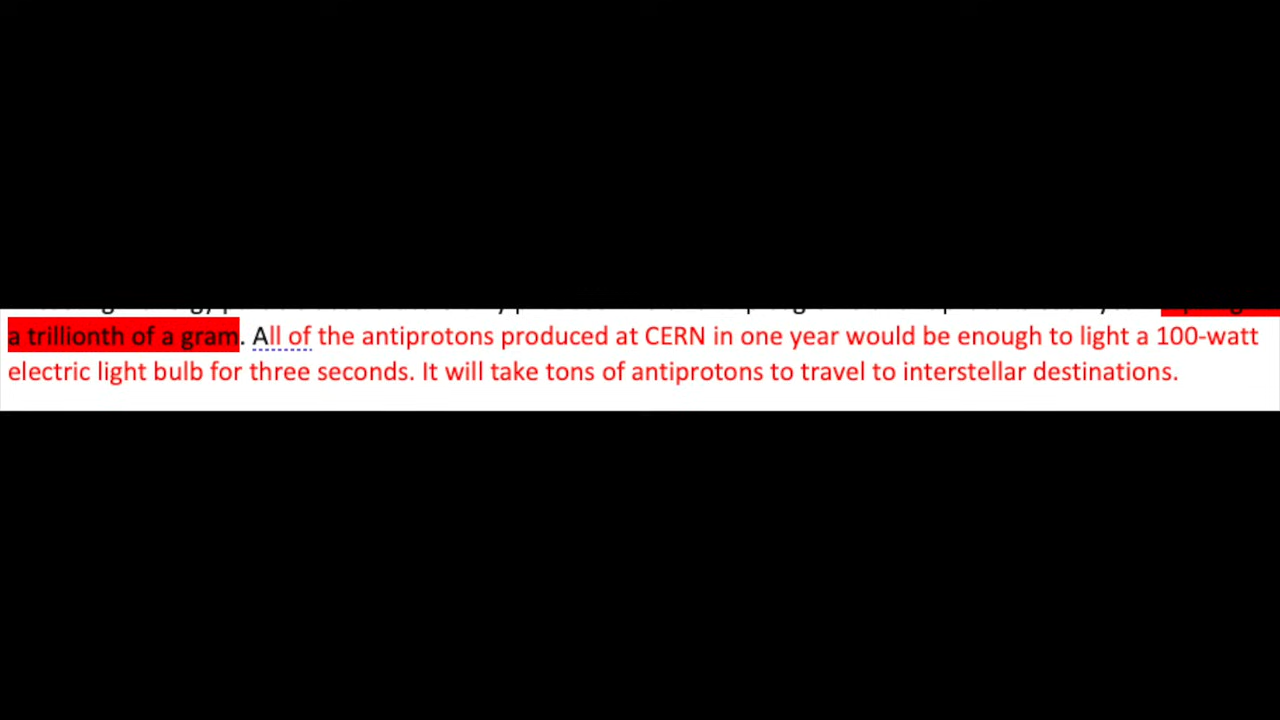 a trillionth of a gram. All of the antiprotons produced at CERN in one year would be enough to light a 100-watt
electric light bulb for three seconds. It will take tons of antiprotons to travel to interstellar destinations.